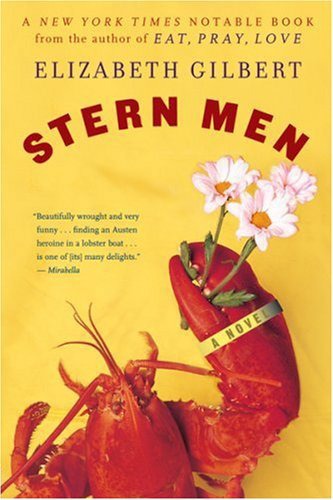 A NEW YORK TIMES NOTABLE BOOK
from the author of EAT, PRAY, LOVE
ELIZABETH GILBERT
STERN MEN
"Beautifully wrought and very
funny . . . finding an Austen
heroine in a lobster boat . . .
is one of [its] many delights."
— Mirabella
A NOVEL